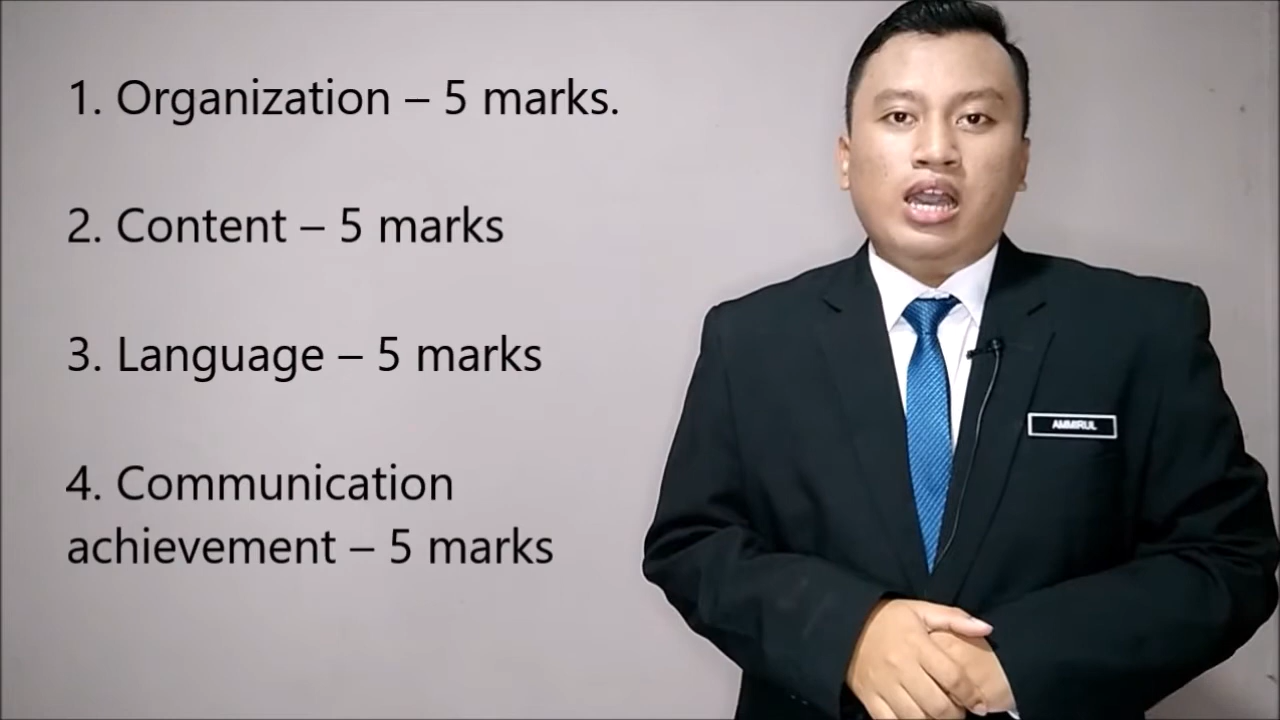 1. Organization – 5 marks.
2. Content – 5 marks
3. Language – 5 marks
4. Communication
achievement – 5 marks
AMMIRUL